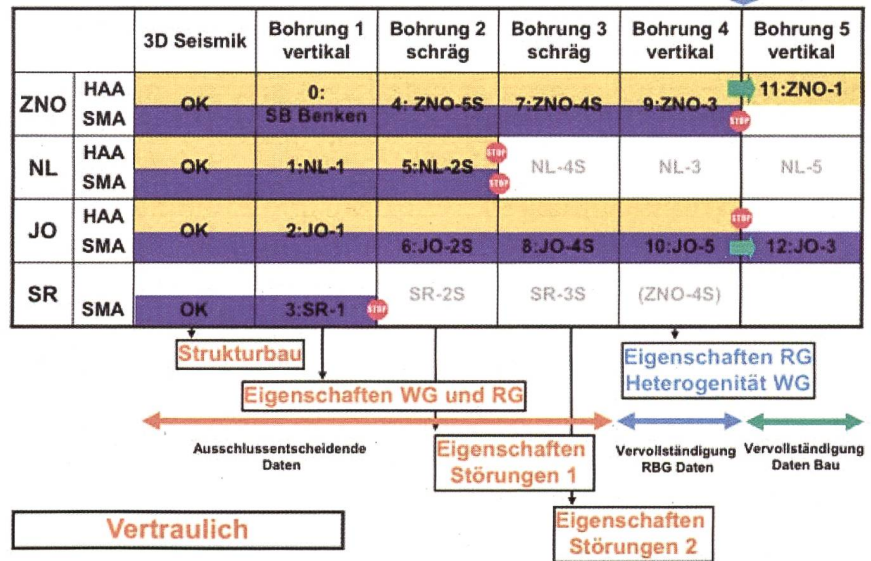 3D Seismik Bohrung 1 vertikal Bohrung 2 schräg Bohrung 3 schräg Bohrung 4 vertikal Bohrung 5 vertikal
ZNO HAA SMA OK 0: SB Benken 4: ZNO-5S 7:ZNO-4S 9:ZNO-3 STOP 11:ZNO-1
NL HAA SMA OK 1:NL-1 5:NL-2S STOP STOP NL-4S NL-3 NL-5
JO HAA SMA OK 2:JO-1 6:JO-2S 8:JO-4S 10:JO-5 STOP 12:JO-3
SR SMA OK 3:SR-1 STOP SR-2S SR-3S (ZNO-4S)
Strukturbau
Eigenschaften RG
Heterogenität WG
Eigenschaften WG und RG
Ausschlussentscheidende
Daten
Eigenschaften
Störungen 1
Vervollständigung
RBG Daten
Vervollständigung
Daten Bau
Vertraulich
Eigenschaften
Störungen 2